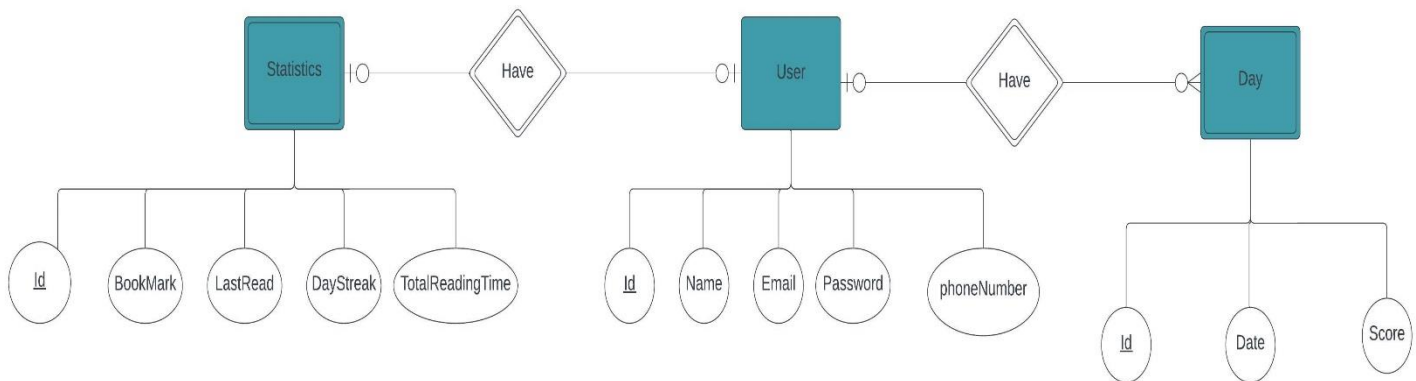 Statistics
Have
User
Have
Day
Id
BookMark
LastRead
DayStreak
TotalReadingTime
Id
Name
Email
Password
phoneNumber
Id
Date
Score